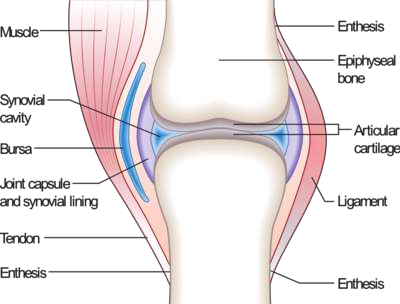 Muscle
Synovial
cavity
Bursa
Joint capsule
and synovial lining
Tendon
Enthesis
Enthesis
Epiphyseal
bone
Articular
cartilage
Ligament
Enthesis